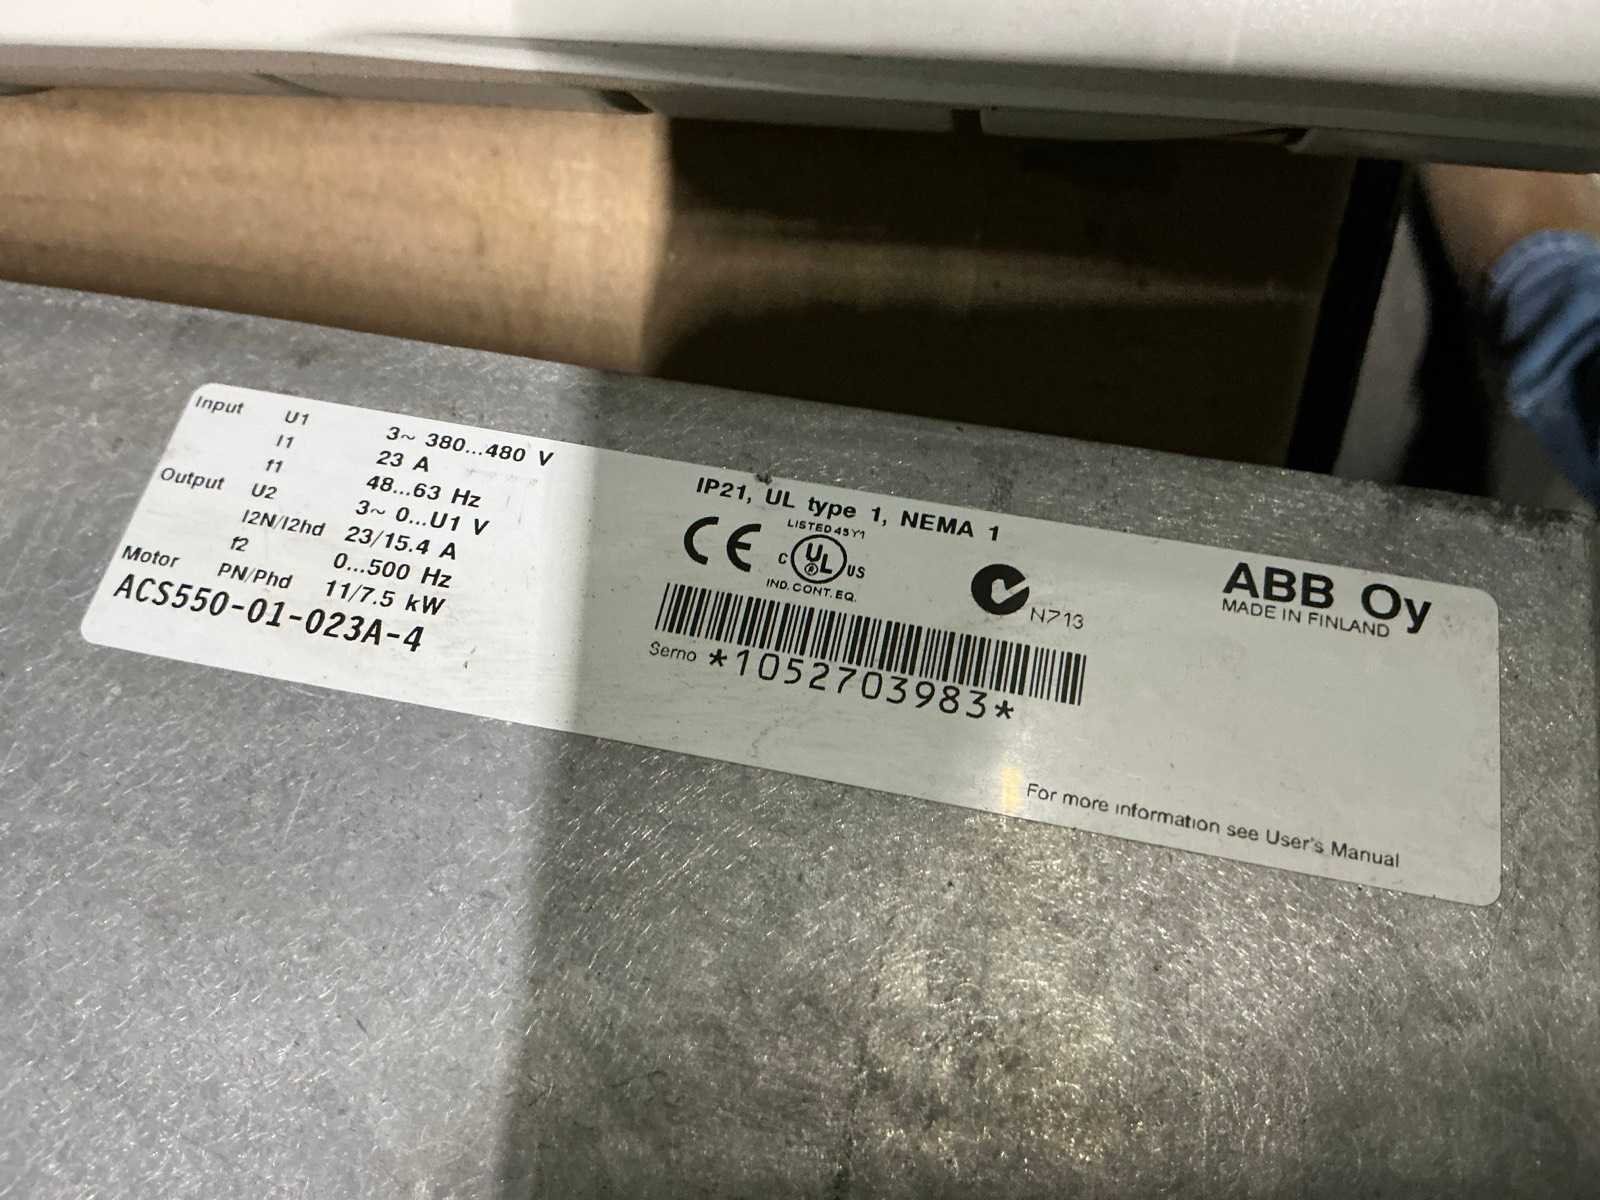 Input U1 3~ 380...480 V
I1 23 A
f1 48...63 Hz
Output U2 3~ 0...U1 V
I2N/I2hd 23/15.4 A
f2 0...500 Hz
Motor PN/Phd 11/7.5 kW
ACS550-01-023A-4
IP21, UL type 1, NEMA 1
CE
LISTED 45Y1
C UL US
®
IND. CONT. EQ.
N713
Serno *1052703983*
ABB Oy
MADE IN FINLAND
For more information see User's Manual